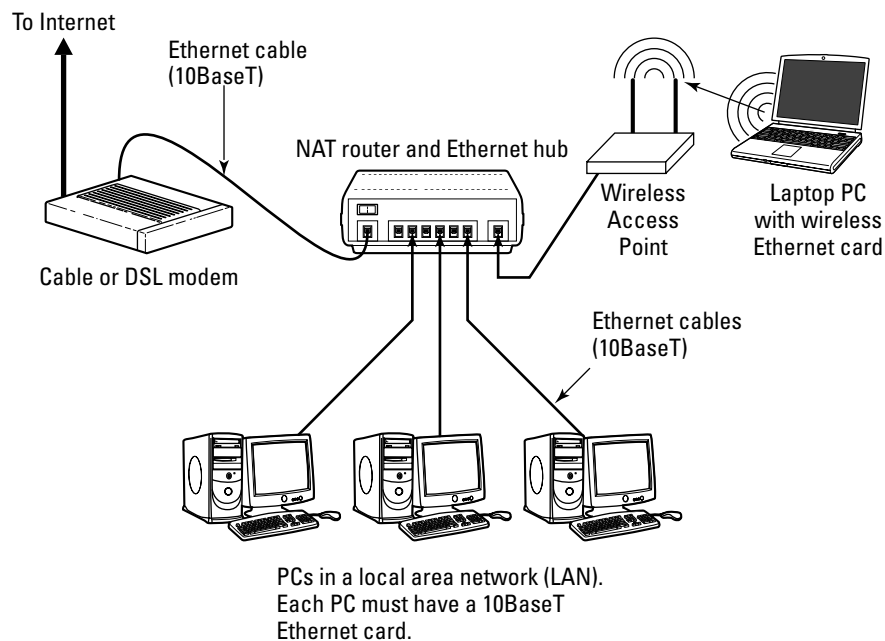 To Internet
Ethernet cable
(10BaseT)
NAT router and Ethernet hub
Cable or DSL modem
Wireless
Access
Point
Laptop PC
with wireless
Ethernet card
Ethernet cables
(10BaseT)
PCs in a local area network (LAN).
Each PC must have a 10BaseT
Ethernet card.